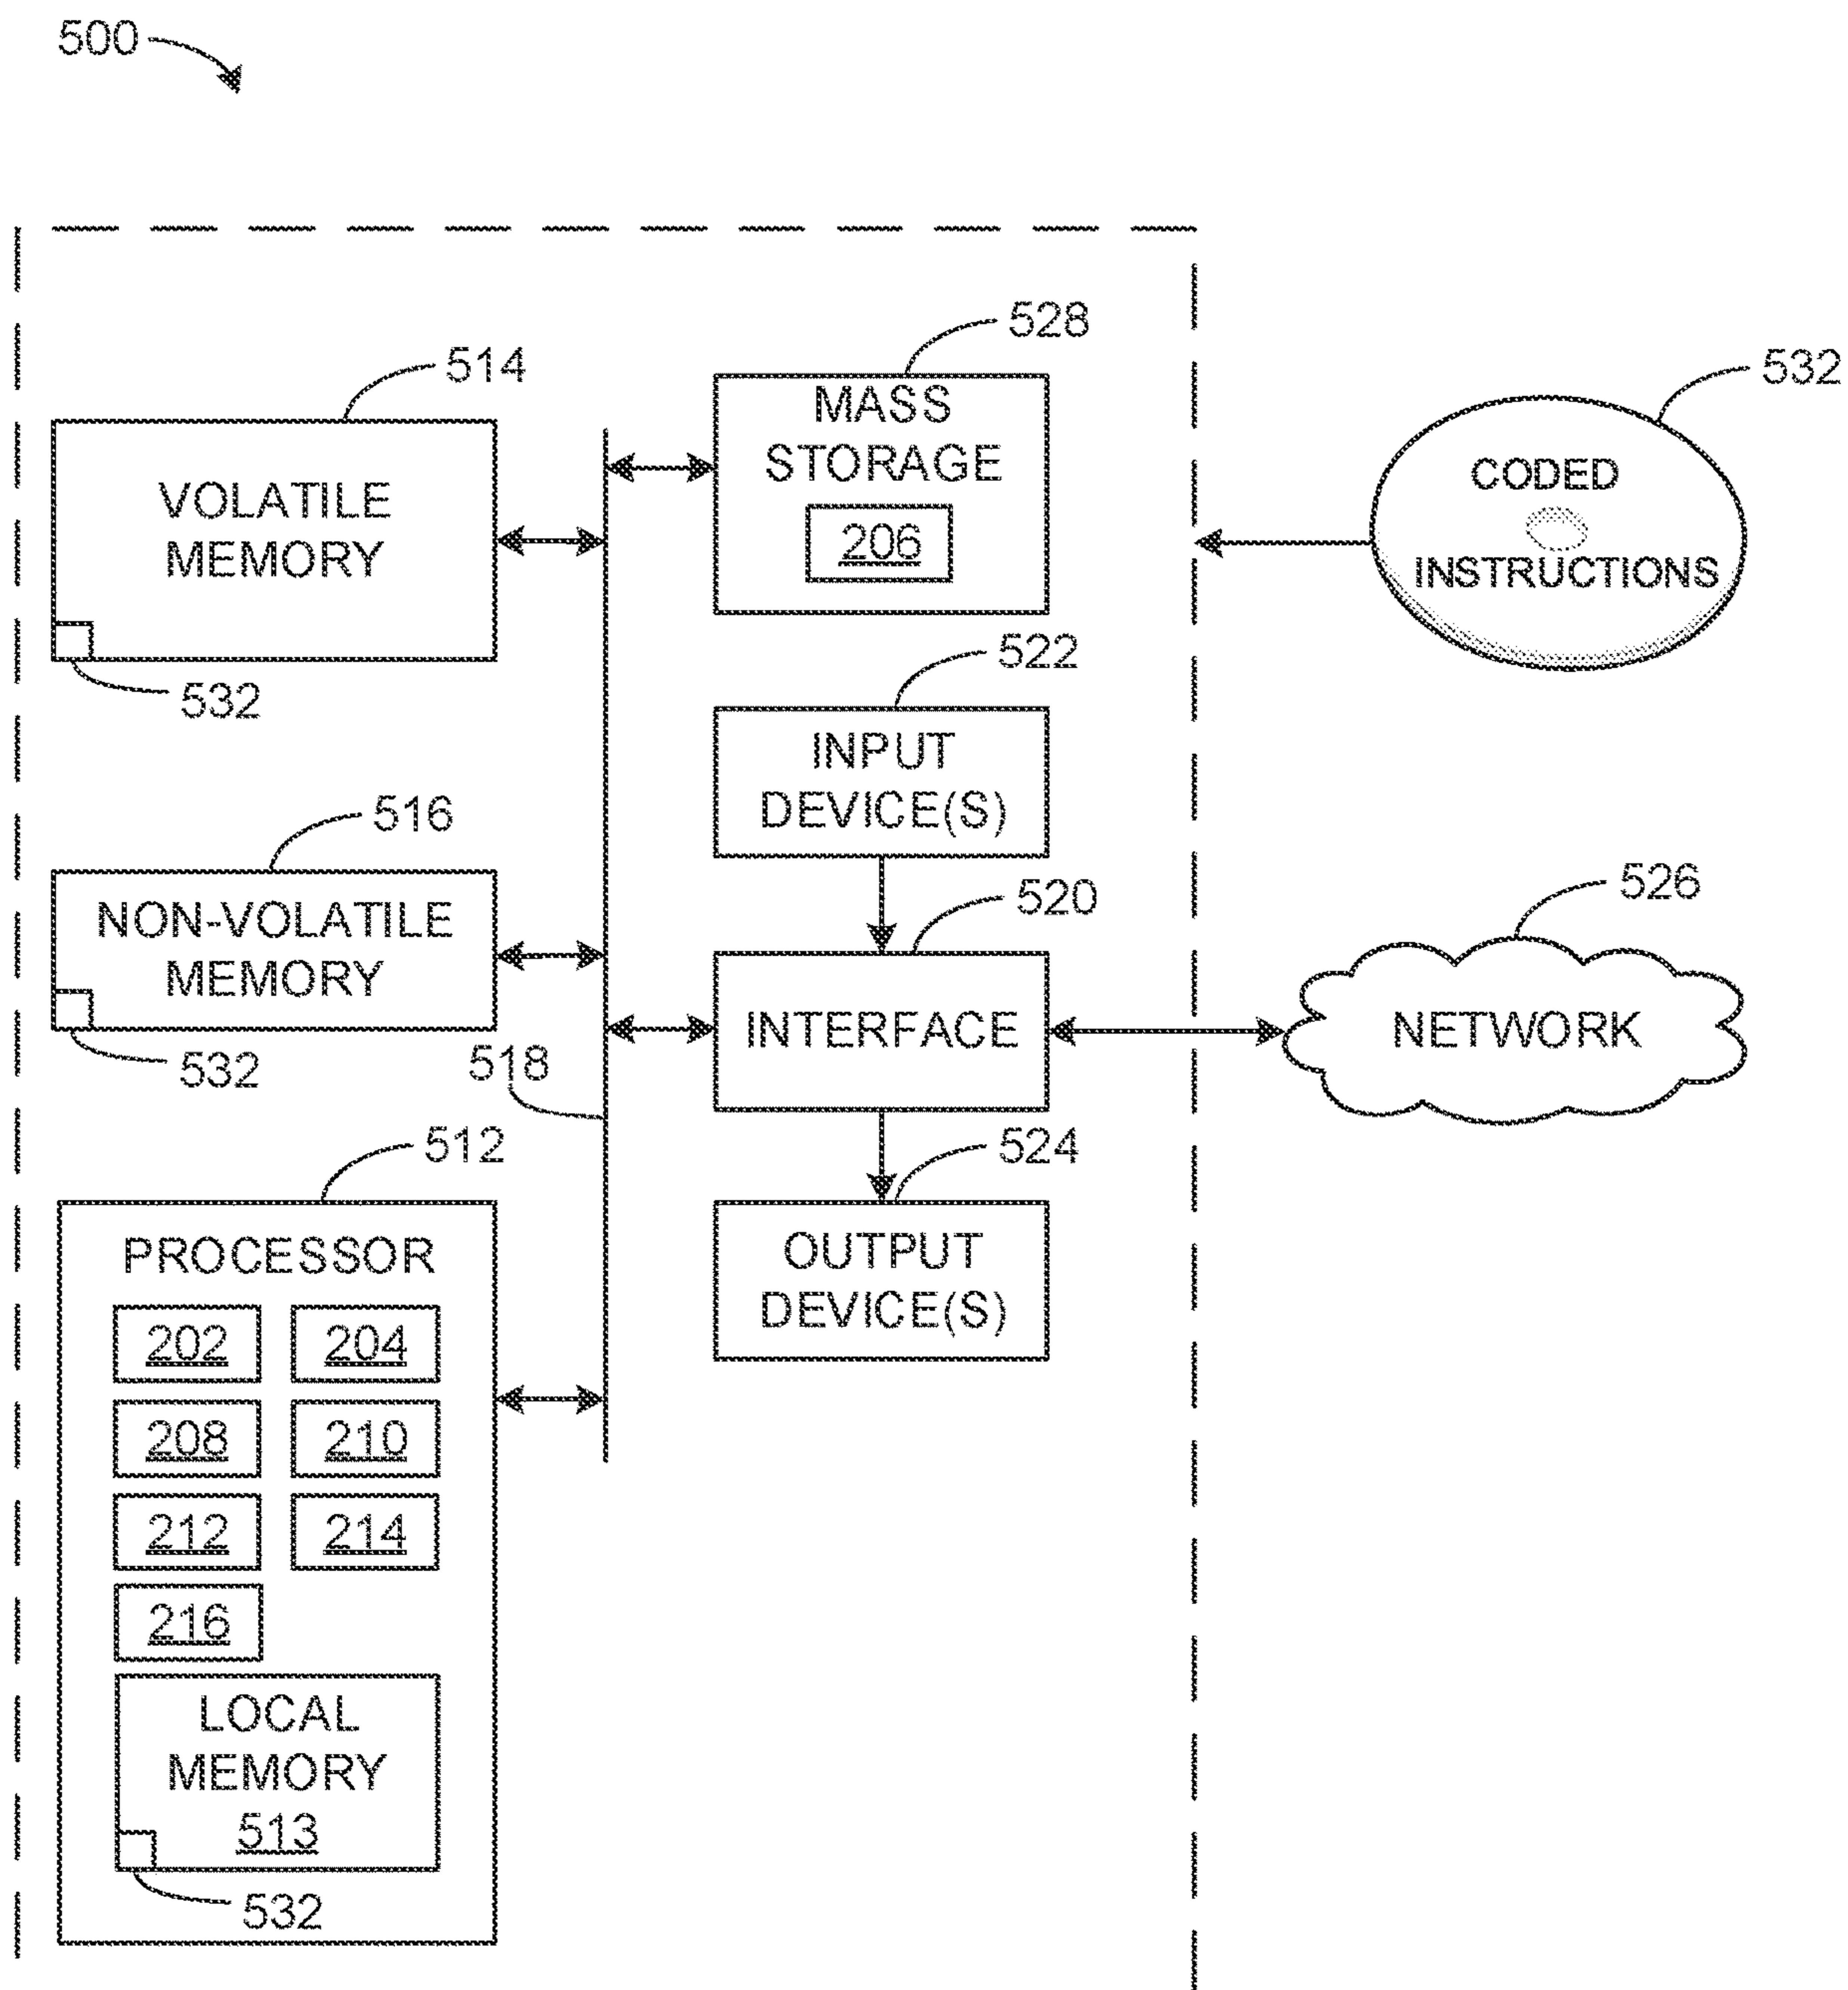 500
514
VOLATILE
MEMORY
532
516
NON-VOLATILE
MEMORY
532
518
512
PROCESSOR
202
204
208
210
212
214
216
LOCAL
MEMORY
513
532
528
MASS
STORAGE
206
522
INPUT
DEVICE(S)
520
INTERFACE
524
OUTPUT
DEVICE(S)
532
CODED
INSTRUCTIONS
526
NETWORK